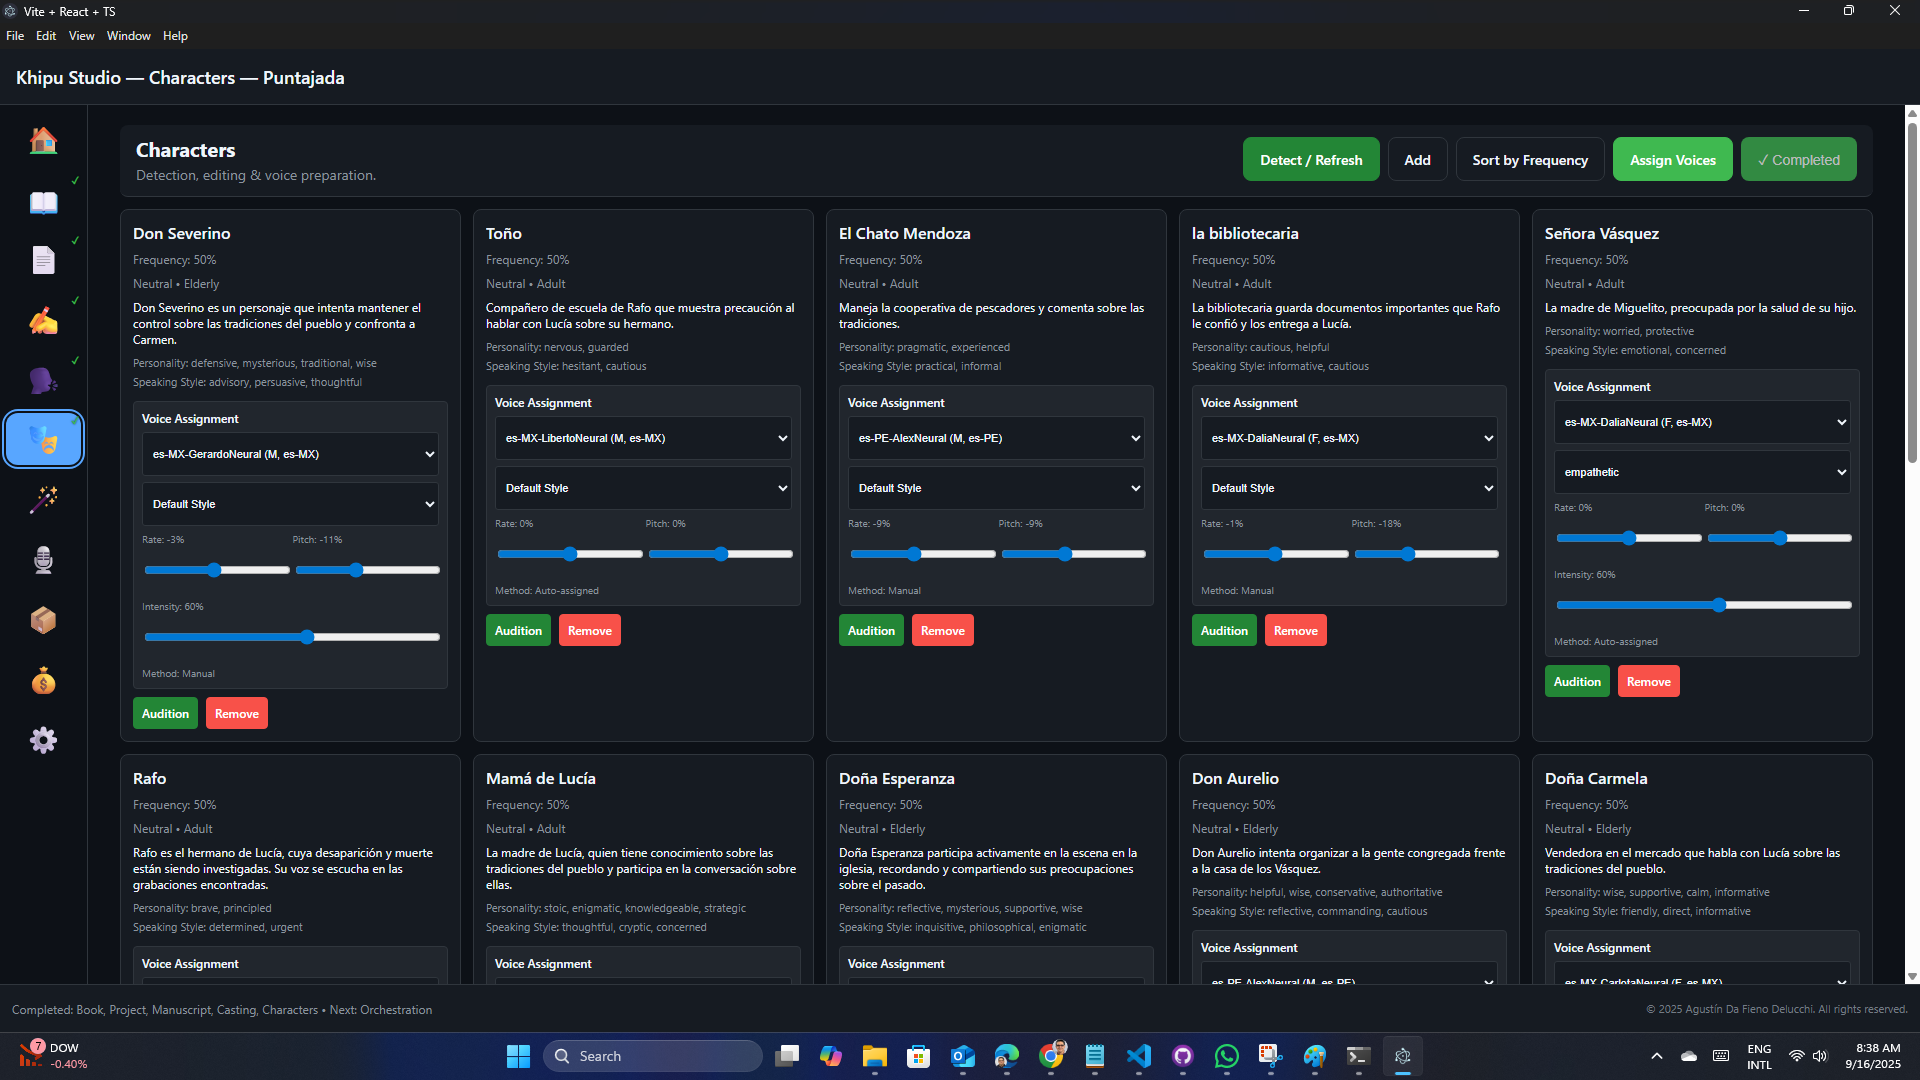 Vite + React + TS
File Edit View Window Help
Khipu Studio — Characters — Puntajada
Characters
Detection, editing & voice preparation.
Detect / Refresh
Add
Sort by Frequency
Assign Voices
✓ Completed
Don Severino
Frequency: 50%
Neutral • Elderly
Don Severino es un personaje que intenta mantener el
control sobre las tradiciones del pueblo y confronta a
Carmen.
Personality: defensive, mysterious, traditional, wise
Speaking Style: advisory, persuasive, thoughtful
Voice Assignment
es-MX-GerardoNeural (M, es-MX)
Default Style
Rate: -3% Pitch: -11%
Intensity: 60%
Method: Manual
Audition Remove
Toño
Frequency: 50%
Neutral • Adult
Compañero de escuela de Rafo que muestra precaución al
hablar con Lucía sobre su hermano.
Personality: nervous, guarded
Speaking Style: hesitant, cautious
Voice Assignment
es-MX-LibertoNeural (M, es-MX)
Default Style
Rate: 0% Pitch: 0%
Method: Auto-assigned
Audition Remove
El Chato Mendoza
Frequency: 50%
Neutral • Adult
Maneja la cooperativa de pescadores y comenta sobre las
tradiciones.
Personality: pragmatic, experienced
Speaking Style: practical, informal
Voice Assignment
es-PE-AlexNeural (M, es-PE)
Default Style
Rate: -9% Pitch: -9%
Method: Manual
Audition Remove
la bibliotecaria
Frequency: 50%
Neutral • Adult
La bibliotecaria guarda documentos importantes que Rafo
le confió y los entrega a Lucía.
Personality: cautious, helpful
Speaking Style: informative, cautious
Voice Assignment
es-MX-DaliaNeural (F, es-MX)
Default Style
Rate: -1% Pitch: -18%
Method: Manual
Audition Remove
Señora Vásquez
Frequency: 50%
Neutral • Adult
La madre de Miguelito, preocupada por la salud de su hijo.
Personality: worried, protective
Speaking Style: emotional, concerned
Voice Assignment
es-MX-DaliaNeural (F, es-MX)
empathetic
Rate: 0% Pitch: 0%
Intensity: 60%
Method: Auto-assigned
Audition Remove
Rafo
Frequency: 50%
Neutral • Adult
Rafo es el hermano de Lucía, cuya desaparición y muerte
están siendo investigadas. Su voz se escucha en las
grabaciones encontradas.
Personality: brave, principled
Speaking Style: determined, urgent
Voice Assignment
Mamá de Lucía
Frequency: 50%
Neutral • Adult
La madre de Lucía, quien tiene conocimiento sobre las
tradiciones del pueblo y participa en la conversación sobre
ellas.
Personality: stoic, enigmatic, knowledgeable, strategic
Speaking Style: thoughtful, cryptic, concerned
Voice Assignment
Doña Esperanza
Frequency: 50%
Neutral • Elderly
Doña Esperanza participa activamente en la escena en la
iglesia, recordando y compartiendo sus preocupaciones
sobre el pasado.
Personality: reflective, mysterious, supportive, wise
Speaking Style: inquisitive, philosophical, enigmatic
Voice Assignment
Don Aurelio
Frequency: 50%
Neutral • Elderly
Don Aurelio intenta organizar a la gente congregada frente
a la casa de los Vásquez.
Personality: helpful, wise, conservative, authoritative
Speaking Style: reflective, commanding, cautious
Voice Assignment
es-PE-AlexNeural (M, es-PE)
Doña Carmela
Frequency: 50%
Neutral • Elderly
Vendedora en el mercado que habla con Lucía sobre las
tradiciones del pueblo.
Personality: wise, supportive, calm, informative
Speaking Style: friendly, direct, informative
Voice Assignment
es-MX-CarlotaNeural (F, es-MX)
Completed: Book, Project, Manuscript, Casting, Characters • Next: Orchestration
© 2025 Agustín Da Fieno Delucchi. All rights reserved.
7
DOW
-0.40%
Search
ENG
INTL
8:38 AM
9/16/2025